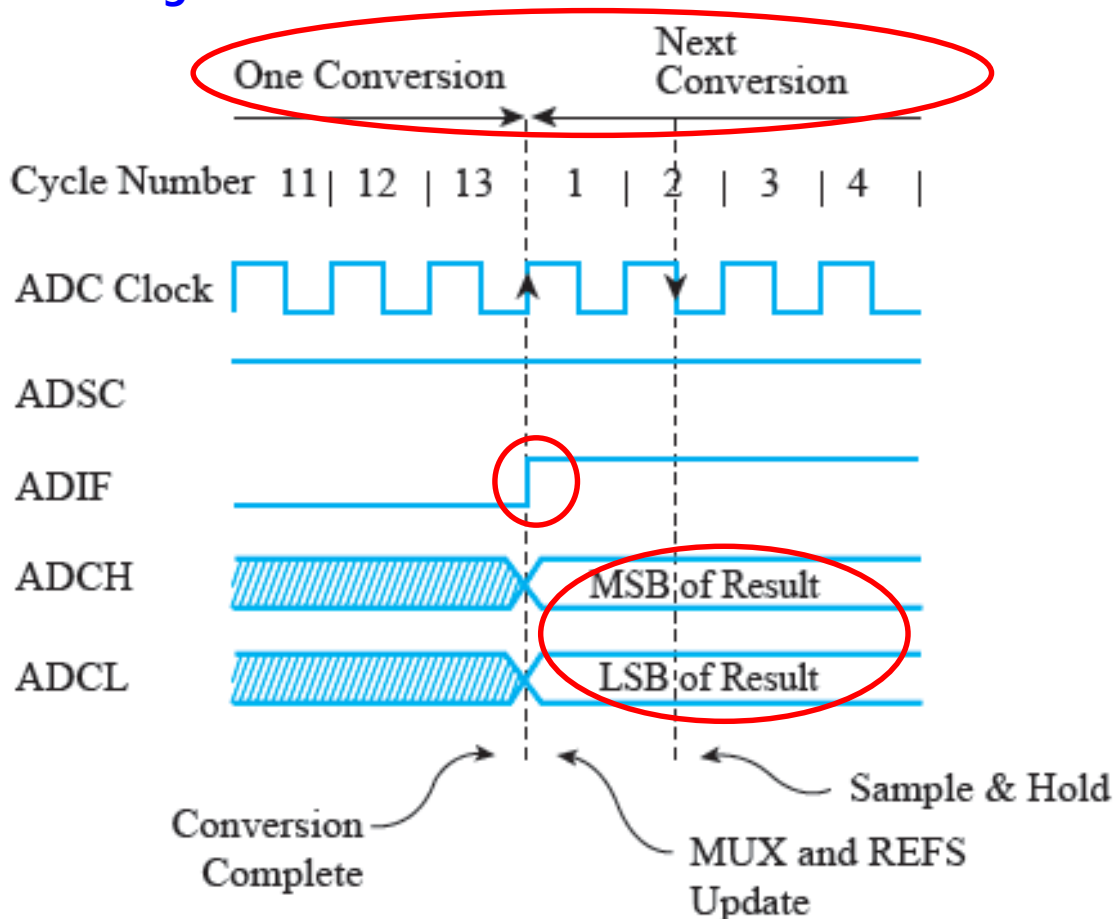 One Conversion
Next
Conversion
Cycle Number 11 | 12 | 13 1 | 2 | 3 | 4 |
ADC Clock
ADSC
ADIF
ADCH MSB of Result
ADCL LSB of Result
Conversion
Complete
MUX and REFS
Update
Sample & Hold